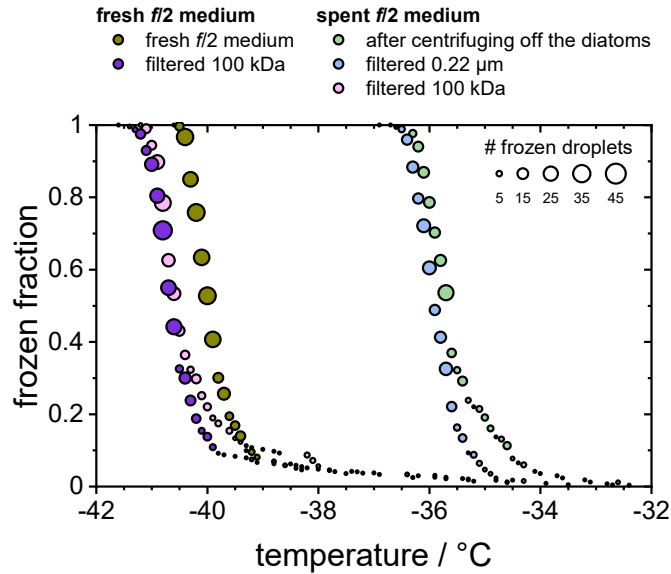 fresh f/2 medium
fresh f/2 medium
filtered 100 kDa
spent f/2 medium
after centrifuging off the diatoms
filtered 0.22 µm
filtered 100 kDa
# frozen droplets
5 15 25 35 45
1
0.8
0.6
0.4
0.2
0
frozen fraction
-42 -40 -38 -36 -34 -32
temperature / °C